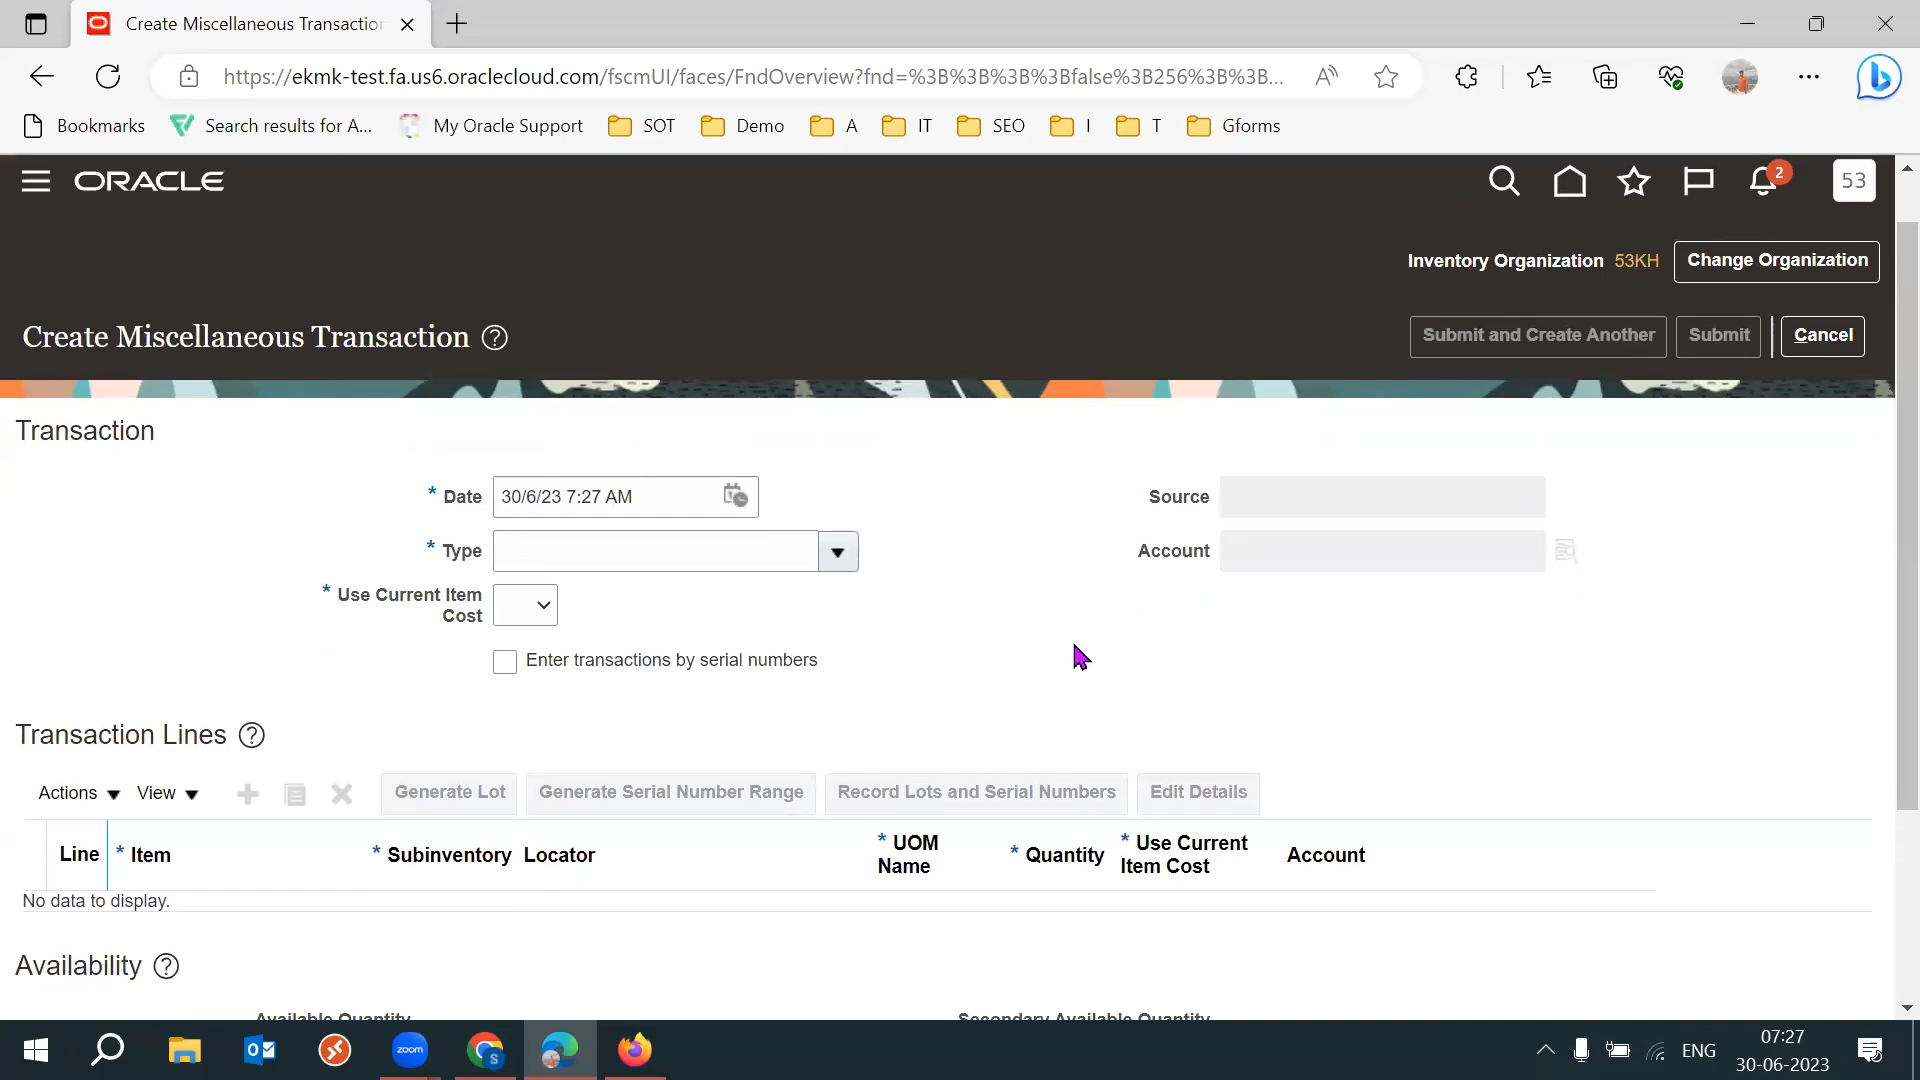 Create Miscellaneous Transaction
https://ekmk-test.fa.us6.oraclecloud.com/fscmUI/faces/FndOverview?fnd=%3B%3B%3B%3Bfalse%3B256%3B%3B...
Bookmarks Search results for A... My Oracle Support SOT Demo A IT SEO I T Gforms
ORACLE 2 53
Inventory Organization 53KH Change Organization
Create Miscellaneous Transaction Submit and Create Another Submit Cancel
Transaction
* Date 30/6/23 7:27 AM Source
* Type Account
* Use Current Item
Cost
Enter transactions by serial numbers
Transaction Lines
Actions View Generate Lot Generate Serial Number Range Record Lots and Serial Numbers Edit Details
Line * Item * Subinventory Locator * UOM Name * Quantity * Use Current Item Cost Account
No data to display.
Availability
Available Quantity Secondary Available Quantity
zoom S ENG 07:27
30-06-2023